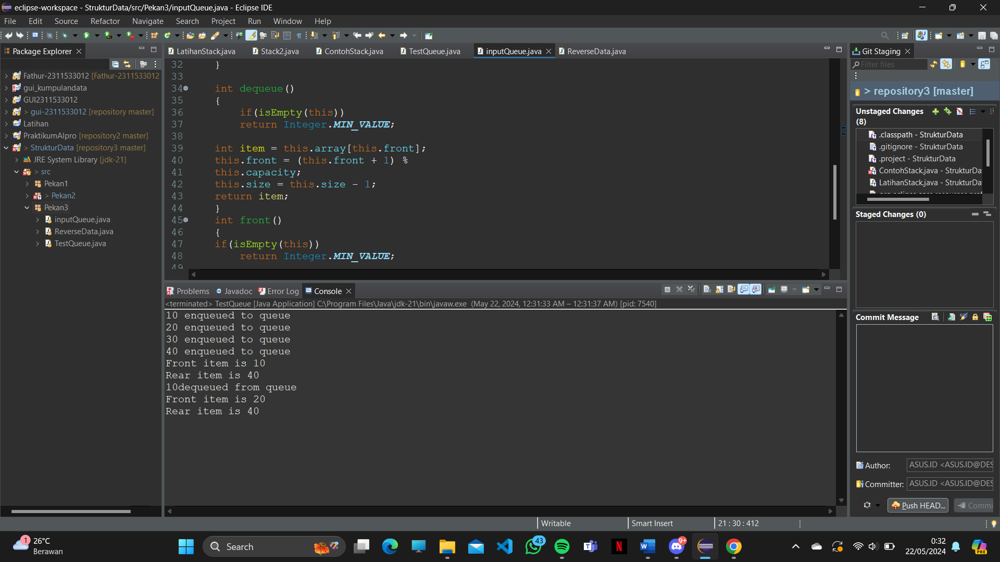 eclipse-workspace - StrukturData/src/Pekan3/inputQueue.java - Eclipse IDE
File Edit Source Refactor Navigate Search Project Run Window Help
Package Explorer
Fathur-2311533012 [Fathur-2311533012
gui_kumpulandata
GUI2311533012
> gui-2311533012 [repository master]
Latihan
PraktikumAlpro [repository2 master]
> StrukturData [repository3 master]
JRE System Library [jdk-21]
> src
Pekan1
> Pekan2
Pekan3
inputQueue.java
ReverseData.java
TestQueue.java
LatihanStack.java Stack2.java ContohStack.java TestQueue.java inputQueue.java ReverseData.java
32 }
33
34 int dequeue()
35 {
36 if(isEmpty(this))
37 return Integer.MIN_VALUE;
38
39 int item = this.array[this.front];
40 this.front = (this.front + 1) %
41 this.capacity;
42 this.size = this.size - 1;
43 return item;
44 }
45 int front()
46 {
47 if(isEmpty(this))
48 return Integer.MIN_VALUE;
49
Problems @ Javadoc Error Log Console
<terminated> TestQueue [Java Application] C:\Program Files\Java\jdk-21\bin\javaw.exe (May 22, 2024, 12:31:33 AM – 12:31:37 AM) [pid: 7540]
10 enqueued to queue
20 enqueued to queue
30 enqueued to queue
40 enqueued to queue
Front item is 10
Rear item is 40
10dequeued from queue
Front item is 20
Rear item is 40
Git Staging
Filter files
> repository3 [master]
Unstaged Changes
(8)
.classpath - StrukturData
.gitignore - StrukturData
.project - StrukturData
ContohStack.java - StrukturDa
LatihanStack.java - StrukturDa
Staged Changes (0)
Commit Message
Author: ASUS.ID <ASUS.ID@DES
Committer: ASUS.ID <ASUS.ID@DES
Push HEAD... Commi
Writable Smart Insert 21 : 30 : 412
1
26°C
Berawan
Search
43
9+
0:32
22/05/2024
PRE